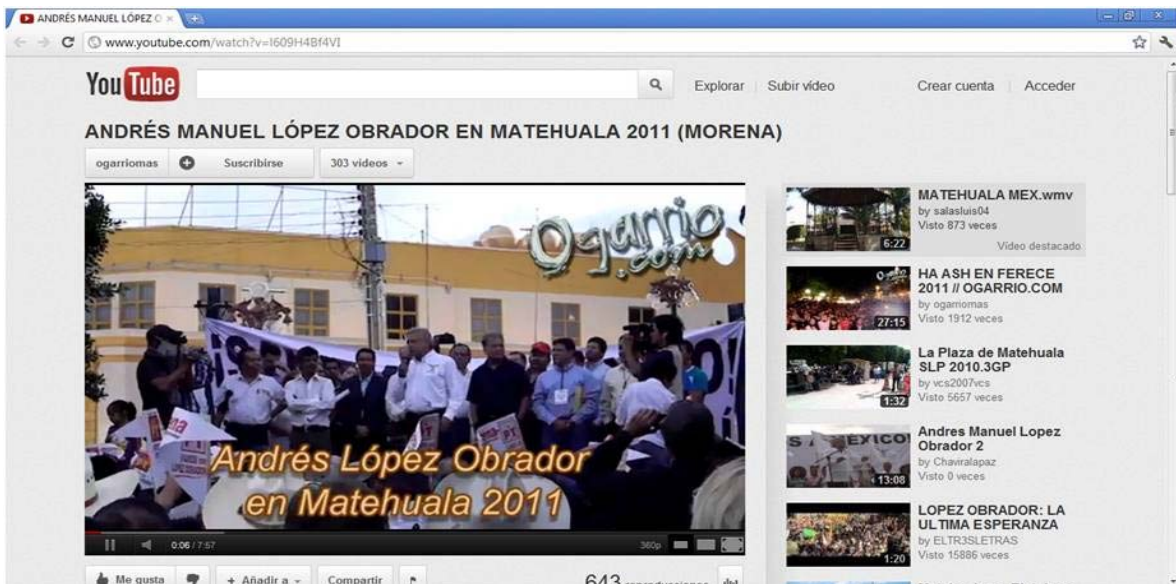 ANDRÉS MANUEL LÓPEZ O
www.youtube.com/watch?v=I609H4Bf4VI
YouTube
Explorar
Subir vídeo
Crear cuenta
Acceder
ANDRÉS MANUEL LÓPEZ OBRADOR EN MATEHUALA 2011 (MORENA)
ogarriomas
Suscribirse
303 videos
Ogarrio
.com
PT
Andrés López Obrador
en Matehuala 2011
0:06 / 7:57
360p
Me gusta
+ Añadir a
Compartir
643 reproducciones
MATEHUALA MEX.wmv
by salasluis04
Visto 873 veces
Vídeo destacado
6:22
HA ASH EN FERECE
2011 // OGARRIO.COM
by ogarriomas
Visto 1912 veces
27:15
La Plaza de Matehuala
SLP 2010.3GP
by vcs2007vcs
Visto 5657 veces
1:32
Andres Manuel Lopez
Obrador 2
by Chaviralapaz
Visto 0 veces
13:08
LOPEZ OBRADOR: LA
ULTIMA ESPERANZA
by ELTR3SLETRAS
Visto 15886 veces
1:20